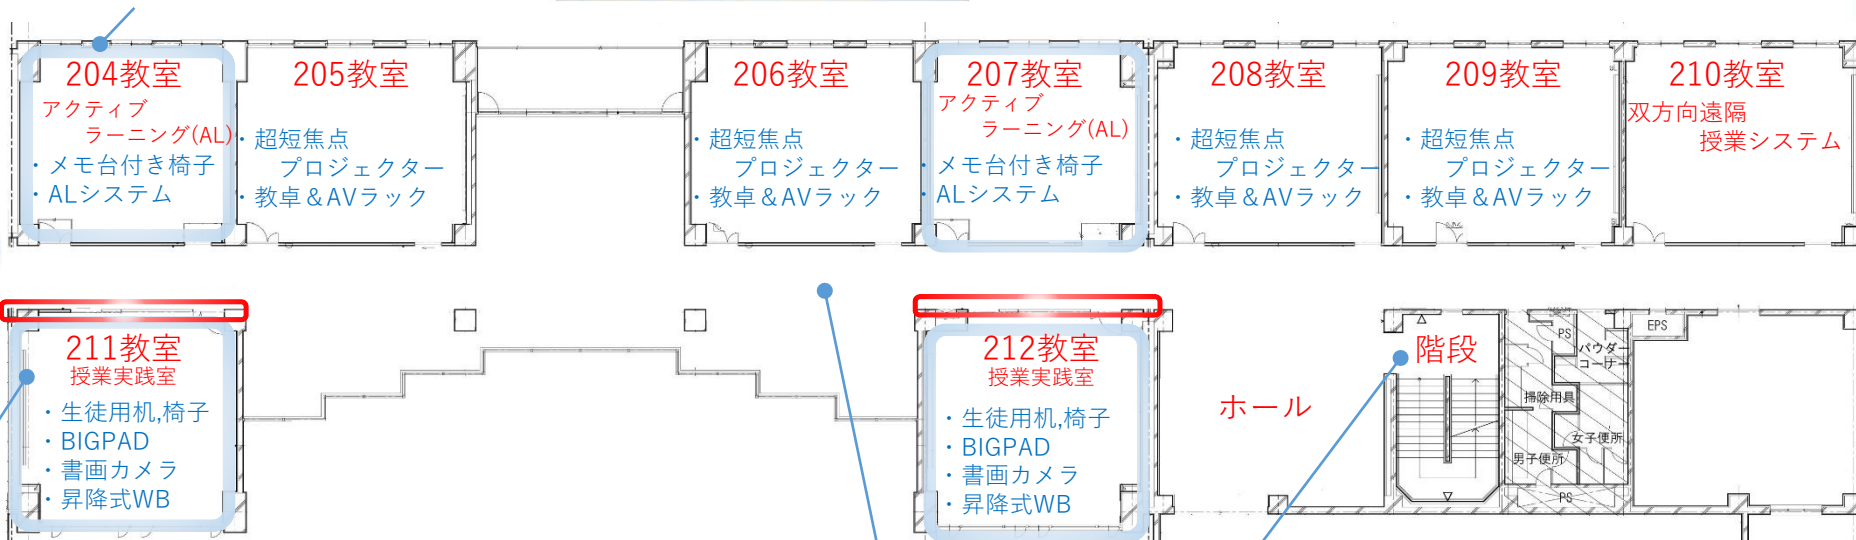 204教室
アクティブ
ラーニング(AL)
・メモ台付き椅子
・ALシステム
205教室
・超短焦点
プロジェクター
・教卓＆AVラック
206教室
・超短焦点
プロジェクター
・教卓＆AVラック
207教室
アクティブ
ラーニング(AL)
・メモ台付き椅子
・ALシステム
208教室
・超短焦点
プロジェクター
・教卓＆AVラック
209教室
・超短焦点
プロジェクター
・教卓＆AVラック
210教室
双方向遠隔
授業システム
211教室
授業実践室
・生徒用机,椅子
・BIGPAD
・書画カメラ
・昇降式WB
212教室
授業実践室
・生徒用机,椅子
・BIGPAD
・書画カメラ
・昇降式WB
ホール
階段
PS
パウダー
コーナー
掃除用具
女子便所
男子便所
PS
EPS